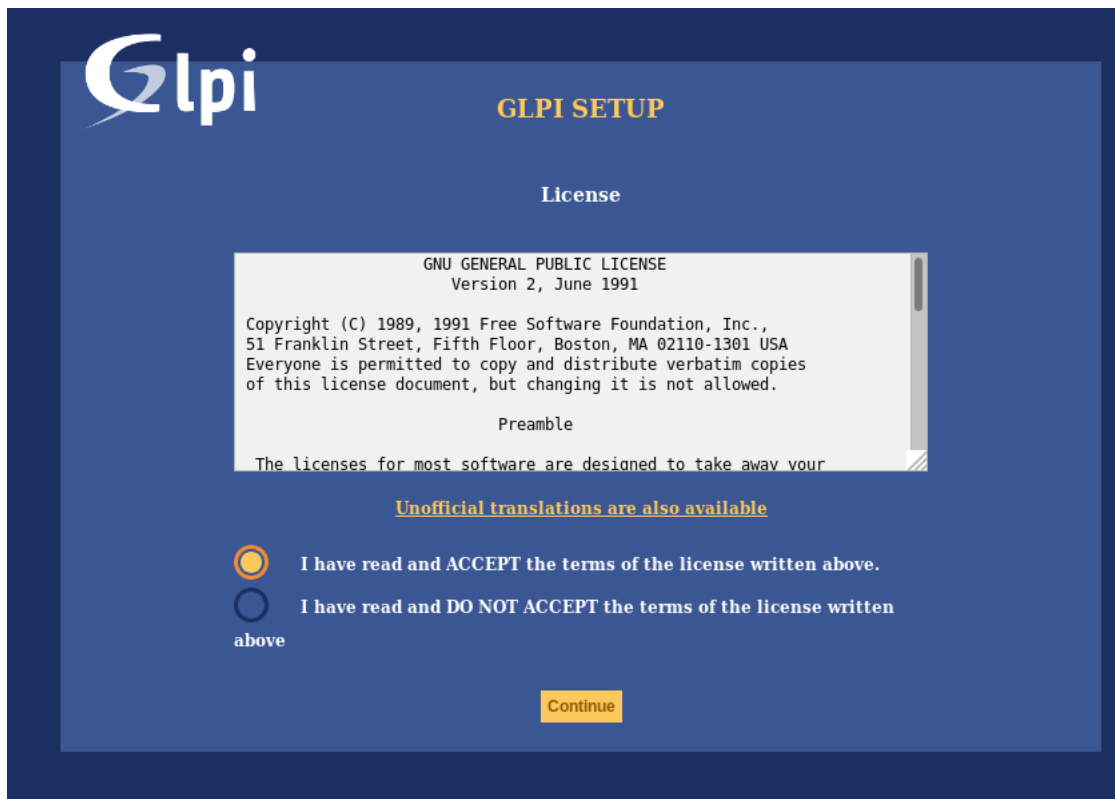 Glpi
GLPI SETUP
License
GNU GENERAL PUBLIC LICENSE
Version 2, June 1991
Copyright (C) 1989, 1991 Free Software Foundation, Inc.,
51 Franklin Street, Fifth Floor, Boston, MA 02110-1301 USA
Everyone is permitted to copy and distribute verbatim copies
of this license document, but changing it is not allowed.
Preamble
The licenses for most software are designed to take away your
Unofficial translations are also available
I have read and ACCEPT the terms of the license written above.
I have read and DO NOT ACCEPT the terms of the license written
above
Continue